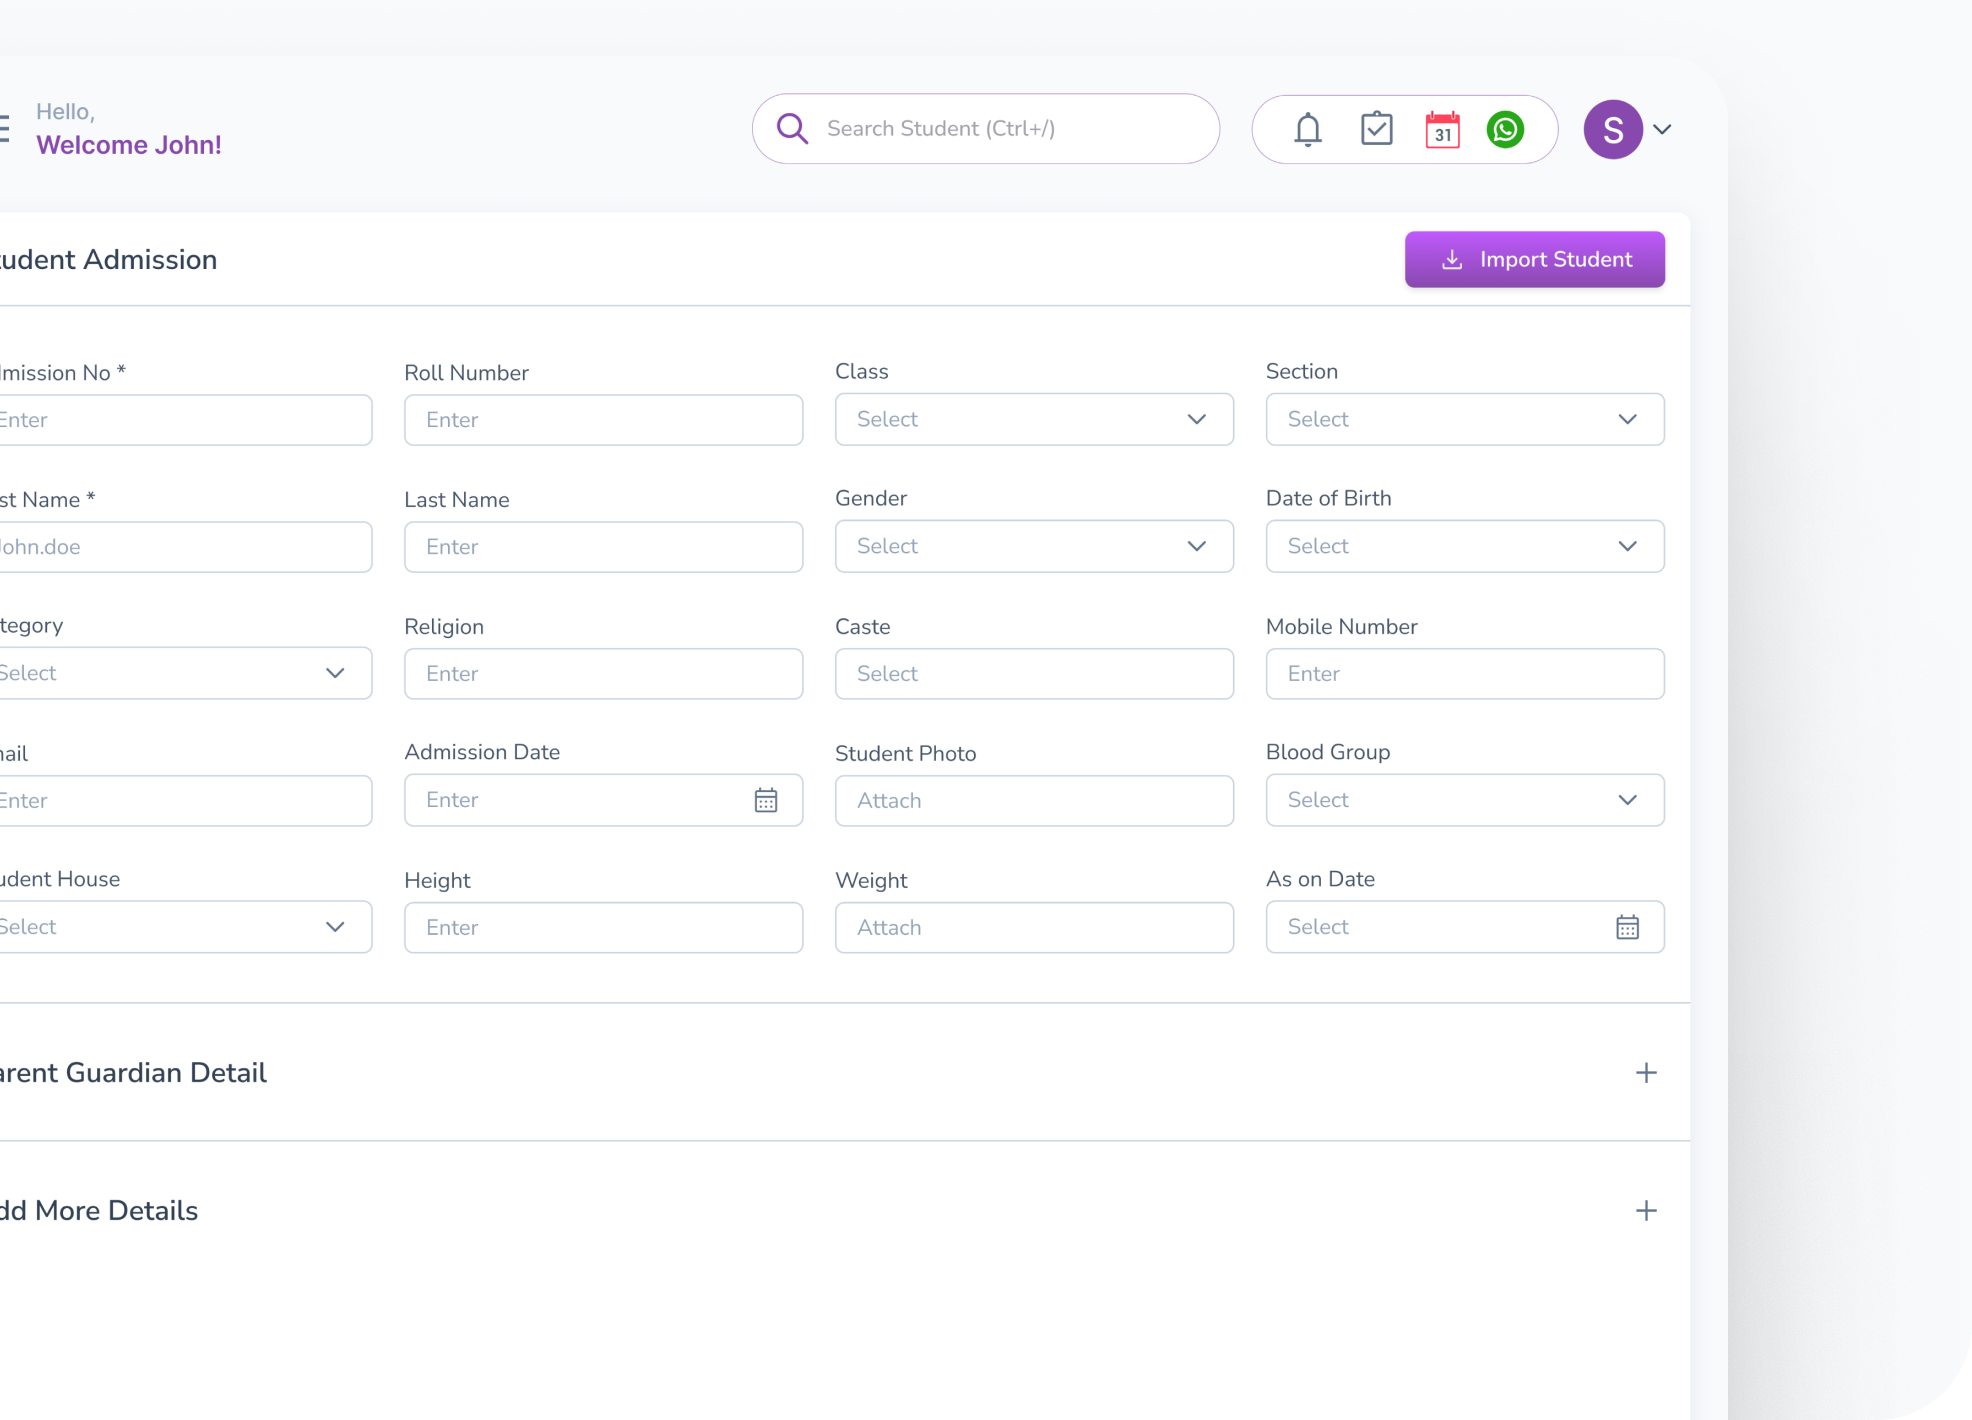 Hello,
Welcome John!
Search Student (Ctrl+/)
31
S
tudent Admission
Import Student
mission No *
Roll Number
Class
Section
Enter
Enter
Select
Select
st Name *
Last Name
Gender
Date of Birth
John.doe
Enter
Select
Select
tegory
Religion
Caste
Mobile Number
Select
Enter
Select
Enter
ail
Admission Date
Student Photo
Blood Group
Enter
Enter
Attach
Select
udent House
Height
Weight
As on Date
Select
Enter
Attach
Select
arent Guardian Detail
dd More Details